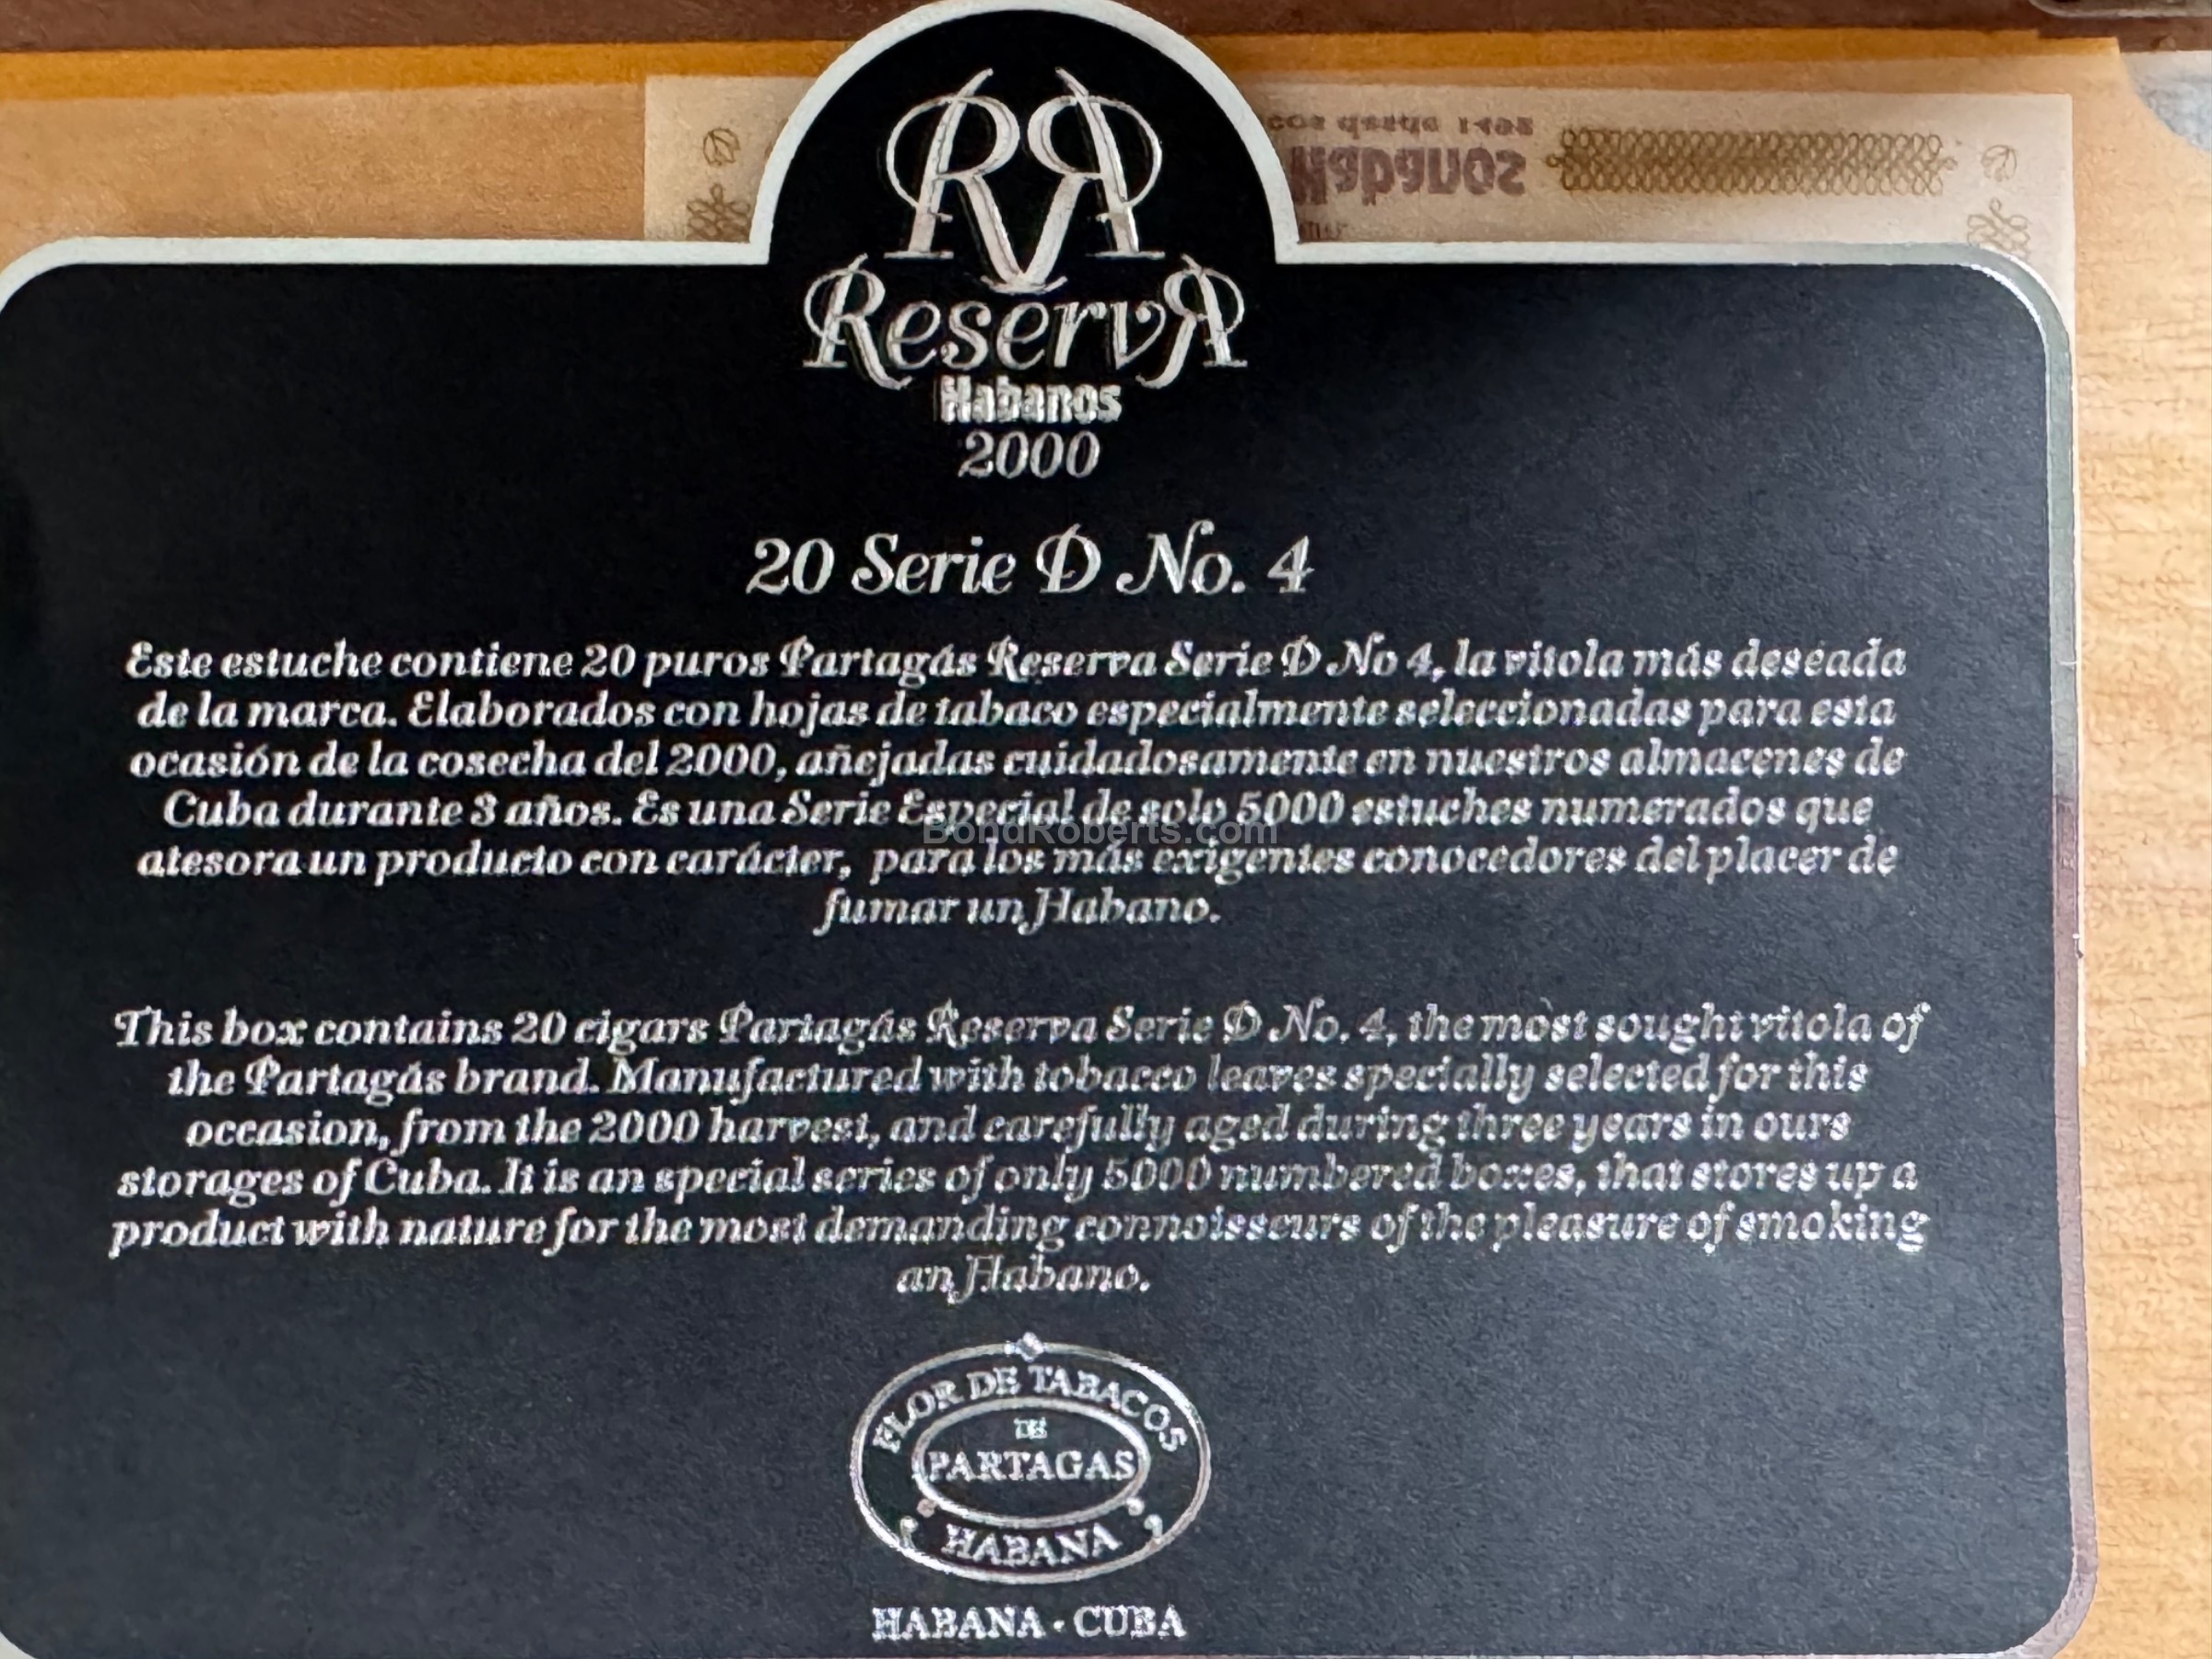 cos desde 1492
Habanos
RR
Reserva
Habanos
2000
20 Serie D No. 4
Este estuche contiene 20 puros Partagás Reserva Serie D No 4, la vitola más deseada
de la marca. Elaborados con hojas de tabaco especialmente seleccionadas para esta
ocasión de la cosecha del 2000, añejadas cuidadosamente en nuestros almacenes de
Cuba durante 3 años. Es una Serie Especial de solo 5000 estuches numerados que
BondRoberts.com
atesora un producto con carácter, para los más exigentes conocedores del placer de
fumar un Habano.
This box contains 20 cigars Partagás Reserva Serie D No. 4, the most sought vitola of
the Partagás brand. Manufactured with tobacco leaves specially selected for this
occasion, from the 2000 harvest, and carefully aged during three years in ours
storages of Cuba. It is an special series of only 5000 numbered boxes, that stores up a
product with nature for the most demanding connoisseurs of the pleasure of smoking
an Habano.
FLOR DE TABACOS
DE
PARTAGAS
HABANA
HABANA · CUBA